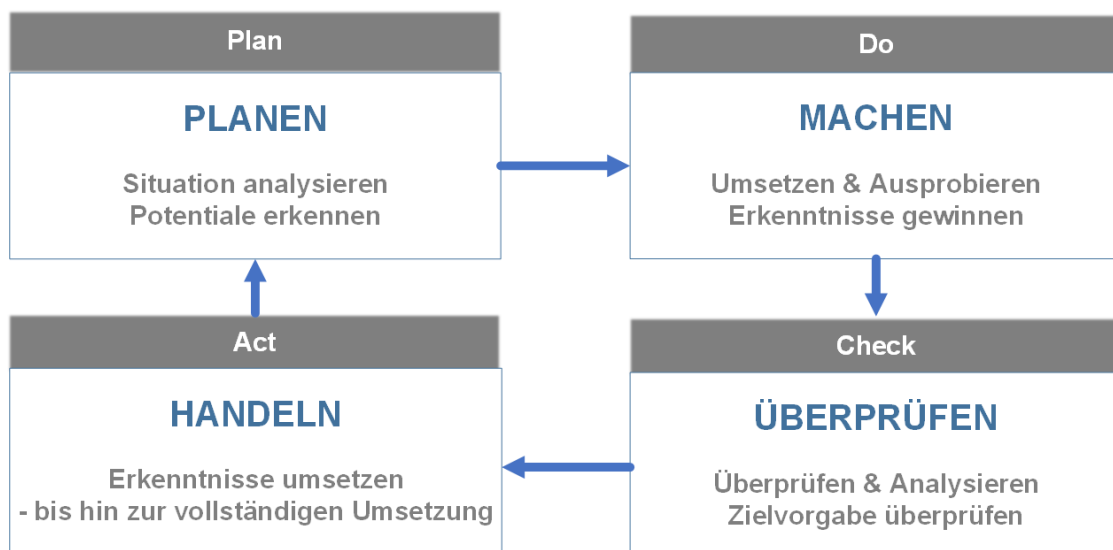 Plan
PLANEN
Situation analysieren
Potentiale erkennen
Do
MACHEN
Umsetzen & Ausprobieren
Erkenntnisse gewinnen
Act
HANDELN
Erkenntnisse umsetzen
- bis hin zur vollständigen Umsetzung
Check
ÜBERPRÜFEN
Überprüfen & Analysieren
Zielvorgabe überprüfen